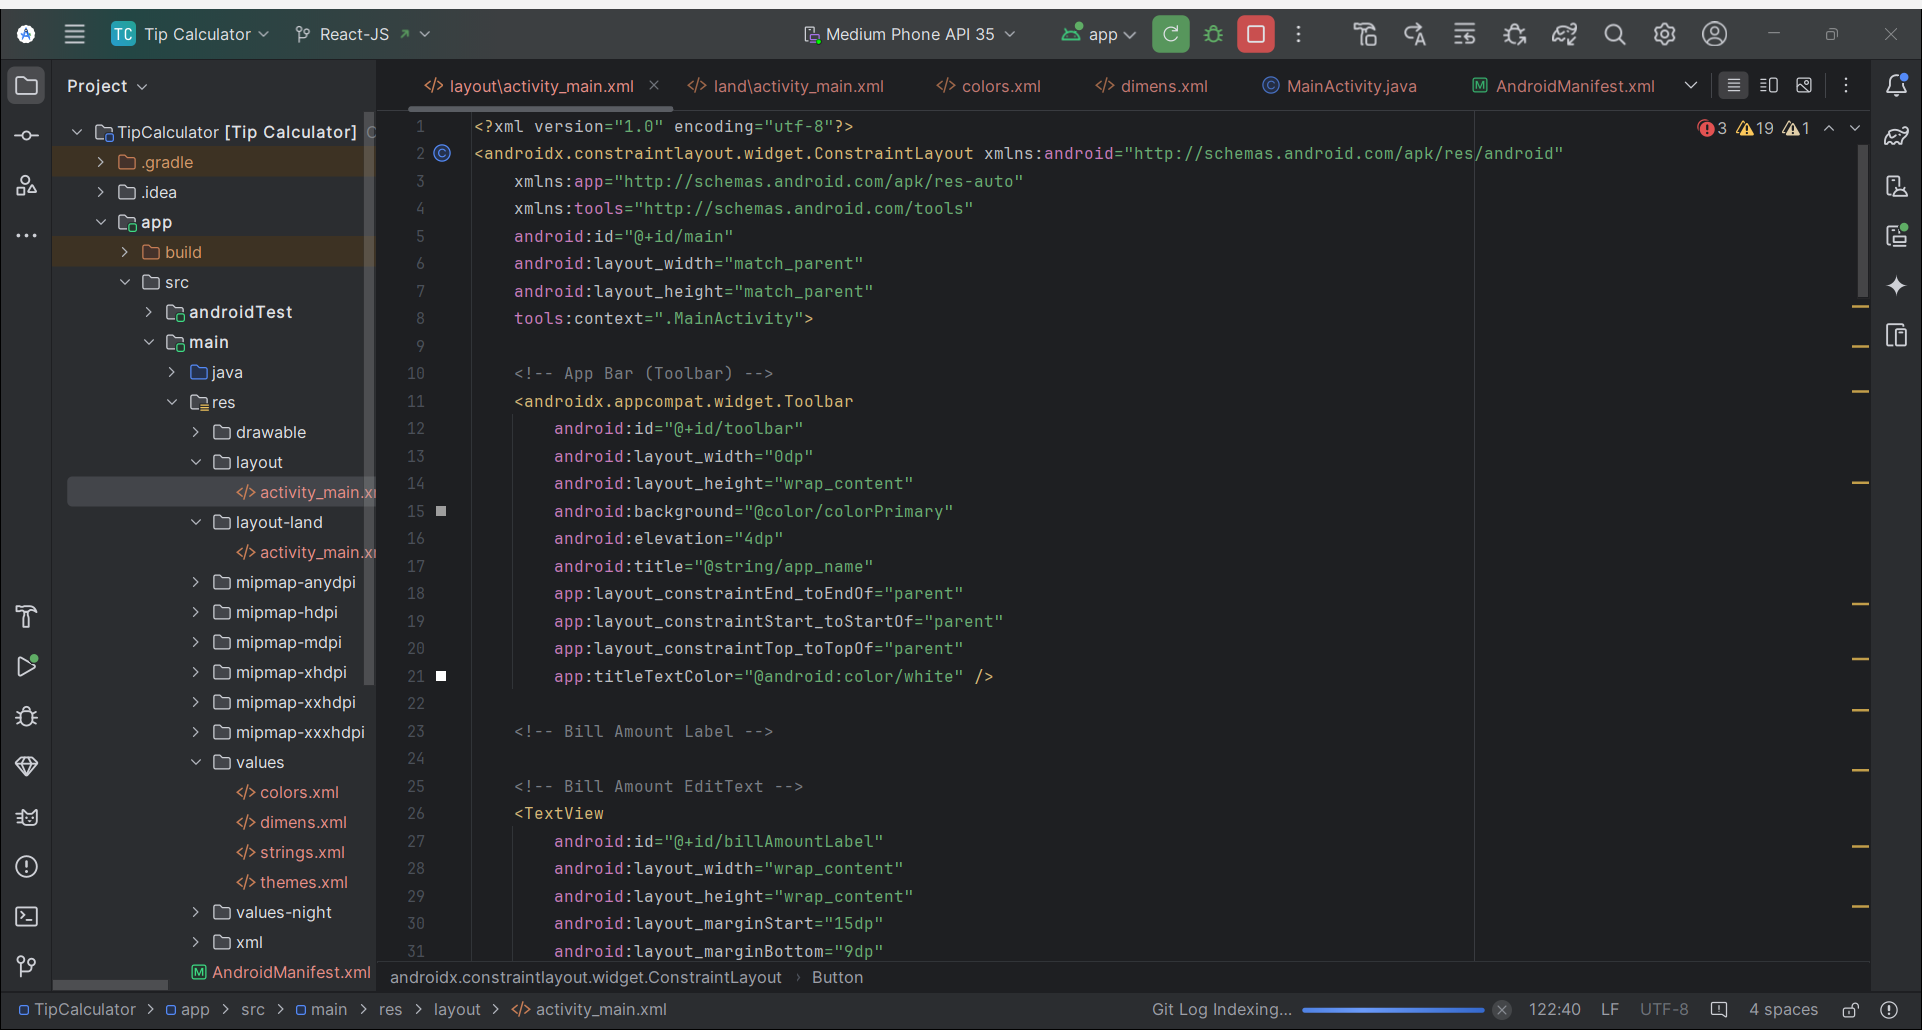 TC Tip Calculator React-JS Medium Phone API 35 app
Project
TipCalculator [Tip Calculator]
.gradle
.idea
app
build
src
androidTest
main
java
res
drawable
layout
activity_main.x
layout-land
activity_main.x
mipmap-anydpi
mipmap-hdpi
mipmap-mdpi
mipmap-xhdpi
mipmap-xxhdpi
mipmap-xxxhdpi
values
colors.xml
dimens.xml
strings.xml
themes.xml
values-night
xml
AndroidManifest.xml
layout\activity_main.xml land\activity_main.xml colors.xml dimens.xml MainActivity.java AndroidManifest.xml
3 19 1
1 <?xml version="1.0" encoding="utf-8"?>
2 <androidx.constraintlayout.widget.ConstraintLayout xmlns:android="http://schemas.android.com/apk/res/android"
3 xmlns:app="http://schemas.android.com/apk/res-auto"
4 xmlns:tools="http://schemas.android.com/tools"
5 android:id="@+id/main"
6 android:layout_width="match_parent"
7 android:layout_height="match_parent"
8 tools:context=".MainActivity">
9
10 <!-- App Bar (Toolbar) -->
11 <androidx.appcompat.widget.Toolbar
12 android:id="@+id/toolbar"
13 android:layout_width="0dp"
14 android:layout_height="wrap_content"
15 android:background="@color/colorPrimary"
16 android:elevation="4dp"
17 android:title="@string/app_name"
18 app:layout_constraintEnd_toEndOf="parent"
19 app:layout_constraintStart_toStartOf="parent"
20 app:layout_constraintTop_toTopOf="parent"
21 app:titleTextColor="@android:color/white" />
22
23 <!-- Bill Amount Label -->
24
25 <!-- Bill Amount EditText -->
26 <TextView
27 android:id="@+id/billAmountLabel"
28 android:layout_width="wrap_content"
29 android:layout_height="wrap_content"
30 android:layout_marginStart="15dp"
31 android:layout_marginBottom="9dp"
androidx.constraintlayout.widget.ConstraintLayout › Button
TipCalculator > app > src > main > res > layout > activity_main.xml Git Log Indexing... 122:40 LF UTF-8 4 spaces